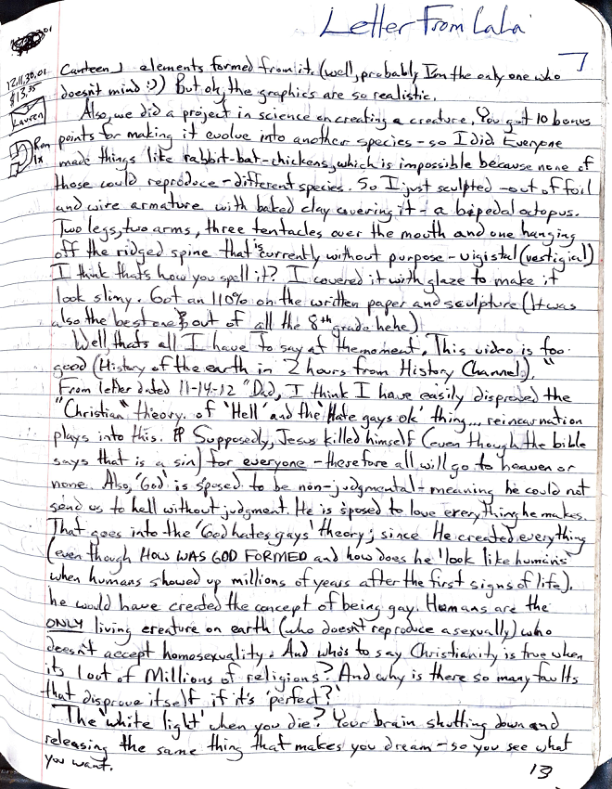 Letter From LaLa
12.11.30.01
$13.35
Lauren
Ron
1x
Canteen, elements formed from it. (well, probably I'm the only one who
doesn't mind :)) But oh, the graphics are so realistic.
Also, we did a project in science on creating a creature. You got 10 bonus
points for making it evolve into another species - so I did. Everyone
made things like rabbit-bat-chickens, which is impossible because none of
those could reproduce - different species. So I just sculpted - out of foil
and wire armature with baked clay covering it - a bipedal octopus.
Two legs, two arms, three tentacles over the mouth and one hanging
off the ridged spine that is currently without purpose - vigistal (vestigial)
I think that's how you spell it? I covered it with glaze to make it
look slimy. Got an 110% on the written paper and sculpture (It was
also the best one out of all the 8th grade hehe)
Well, thats all I have to say at the moment. This video is too
good (History of the earth in 2 hours from History Channel)."
From letter dated 11-14-12 "Dad, I think I have easily disproved the
"Christian" theory of 'Hell' and the 'Hate gays ok' thing... reincarnation
plays into this. Supposedly, Jesus killed himself (even though the bible
says that is a sin) for everyone - therefore all will go to heaven or
none. Also, 'God' is sposed to be non-judgmental - meaning he could not
send us to hell without judgment. He is sposed to love everything he makes.
That goes into the 'God hates gays' theory; since He created everything
(even though HOW WAS GOD FORMED and how does he 'look like humans'
when humans showed up millions of years after the first signs of life).
he would have created the concept of being gay. Humans are the
ONLY living creature on earth (who doesn't reproduce asexually) who
doesn't accept homosexuality. And who's to say Christianity is true when
its 1 out of Millions of religions? And why is there so many faults
that disprove itself if it's 'perfect?'
The 'white light' when you die? Your brain shutting down and
releasing the same thing that makes you dream - so you see what
you want.
13